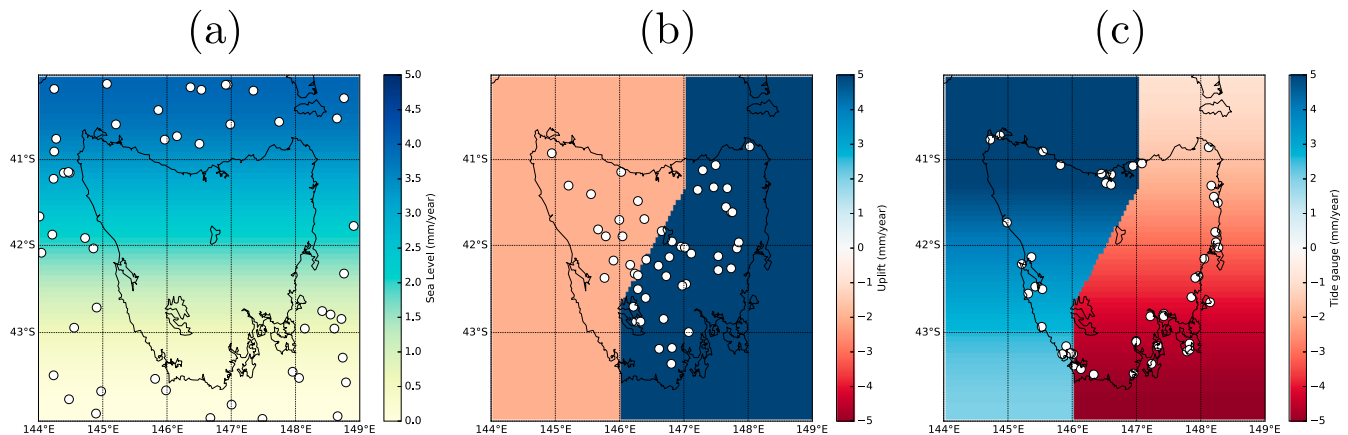 (a) (b) (c)
5.0 5 5
4.5 4 4
4.0 3 3
41°S 41°S 41°S
3.5 2 2
3.0 1 1
42°S 42°S 42°S
2.5 0 0
2.0 −1 −1
1.5 −2 −2
43°S 43°S 43°S
1.0 −3 −3
0.5 −4 −4
0.0 −5 −5
Sea Level (mm/year) Uplift (mm/year) Tide gauge (mm/year)
144°E 145°E 146°E 147°E 148°E 149°E 144°E 145°E 146°E 147°E 148°E 149°E 144°E 145°E 146°E 147°E 148°E 149°E